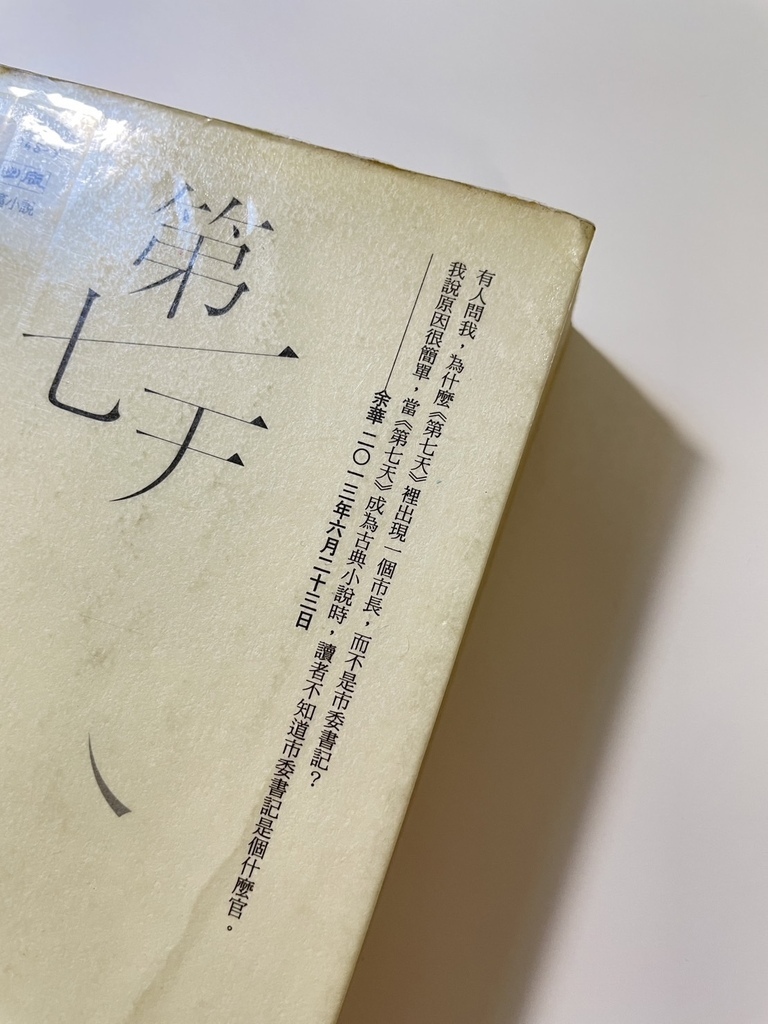 有人問我，為什麼《第七天》裡出現一個市長，而不是市委書記？
我說原因很簡單，當《第七天》成為古典小說時，讀者不知道市委書記是個什麼官。
——余華 二〇一三年六月二十三日
第七天
小說